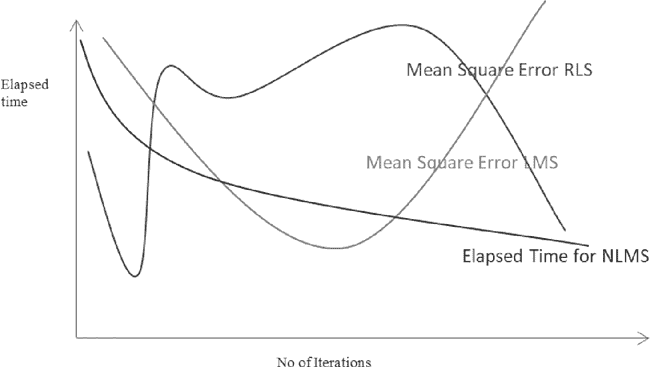 Elapsed
time
Mean Square Error RLS
Mean Square Error LMS
Elapsed Time for NLMS
No of Iterations